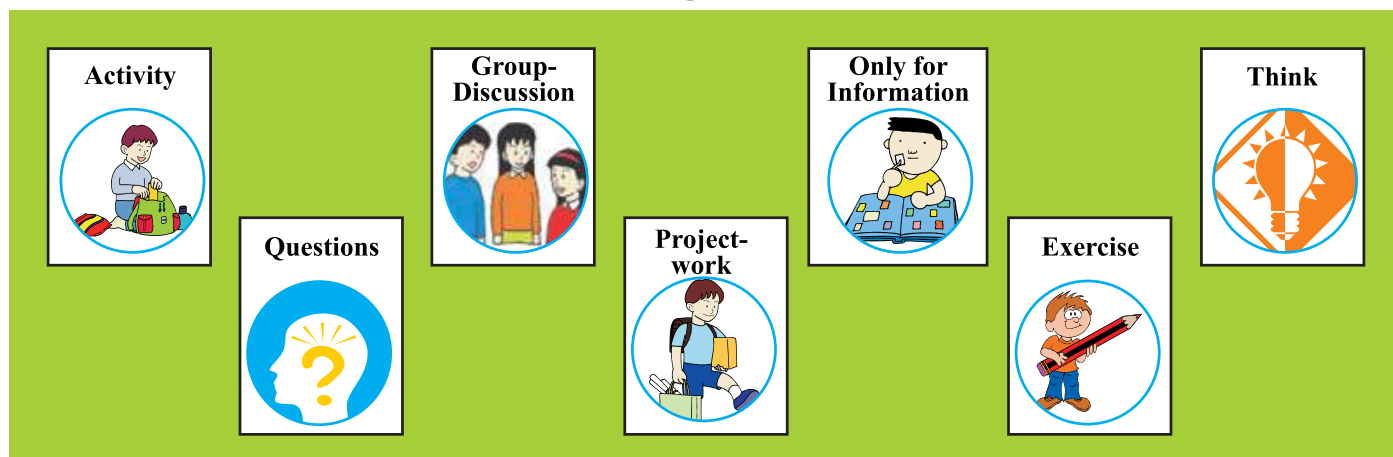 Activity
Questions
Group-
Discussion
Project-
work
Only for
Information
Exercise
Think